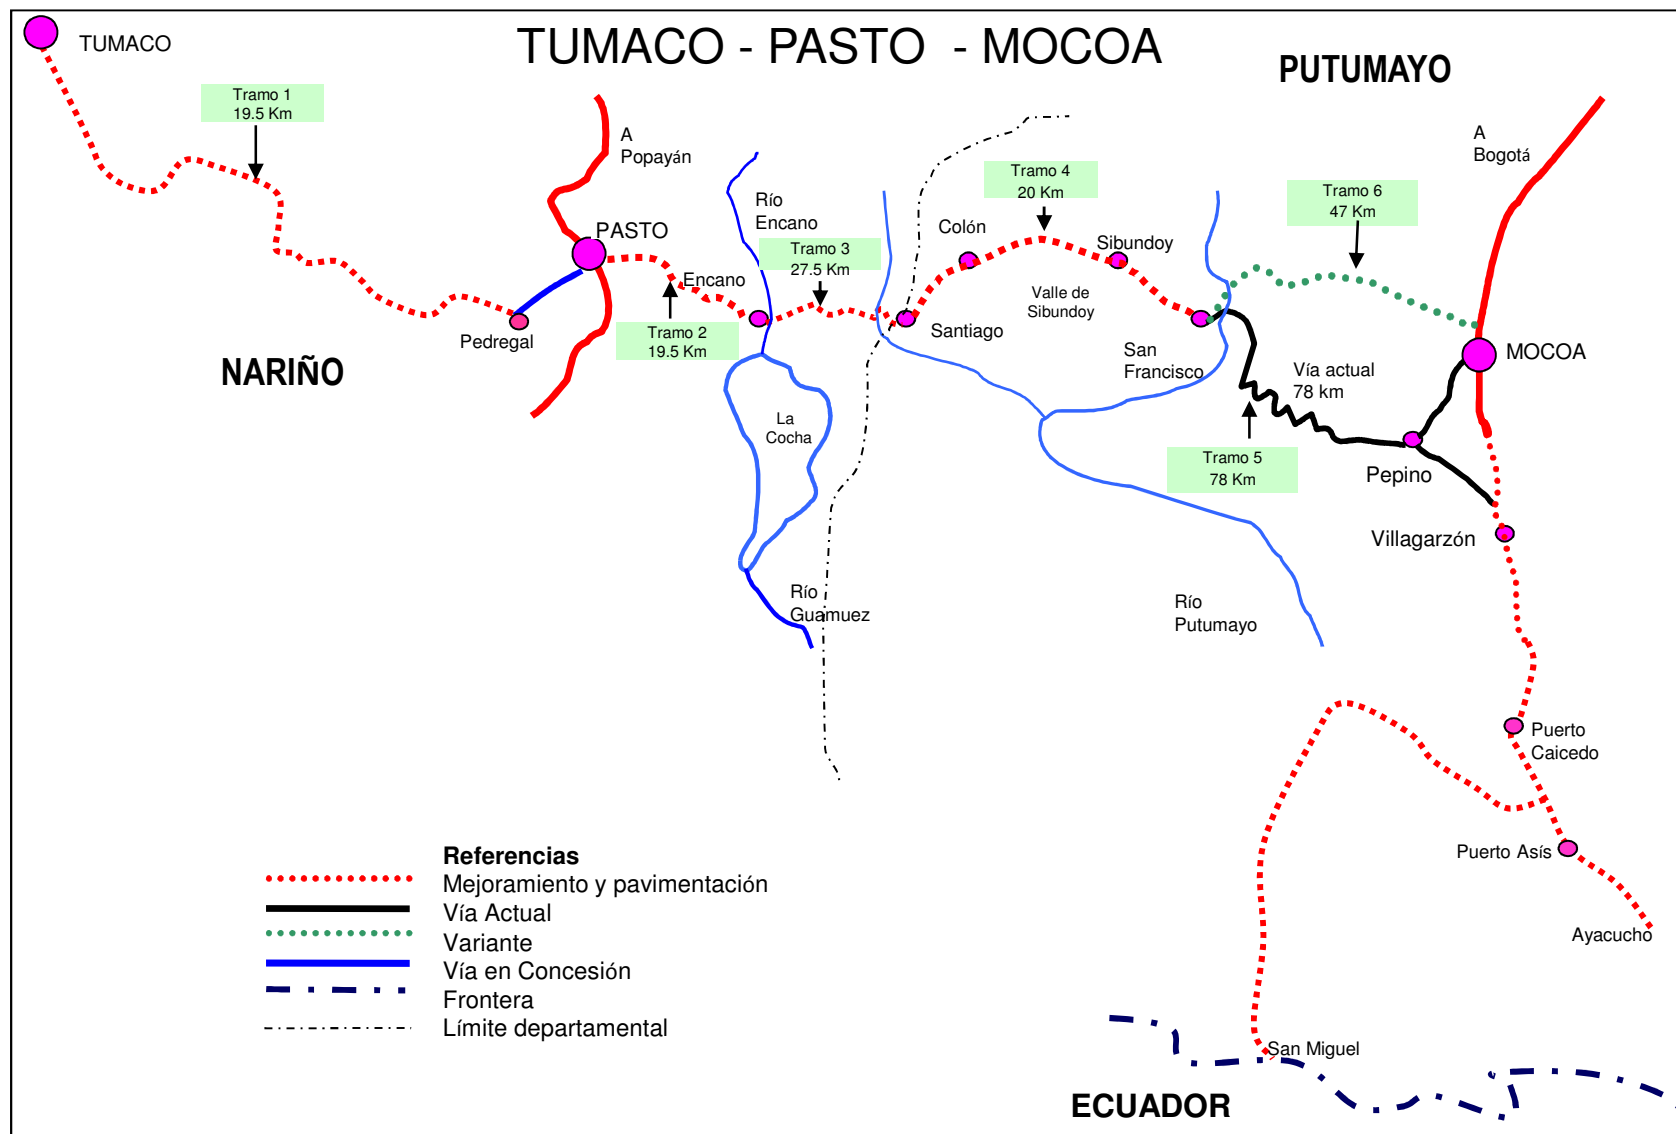 TUMACO - PASTO - MOCOA
TUMACO
PUTUMAYO
Tramo 1
19.5 Km
A
Popayán
A
Bogotá
Tramo 4
20 Km
Tramo 6
47 Km
Río
Encano
PASTO
Colón
Sibundoy
Tramo 3
27.5 Km
Encano
Valle de
Sibundoy
Tramo 2
19.5 Km
Santiago
Pedregal
San
Francisco
MOCOA
NARIÑO
Vía actual
78 km
La
Cocha
Tramo 5
78 Km
Pepino
Villagarzón
Río
Guamuez
Río
Putumayo
Puerto
Caicedo
Puerto Asís
Ayacucho
Referencias
Mejoramiento y pavimentación
Vía Actual
Variante
Vía en Concesión
Frontera
Límite departamental
San Miguel
ECUADOR